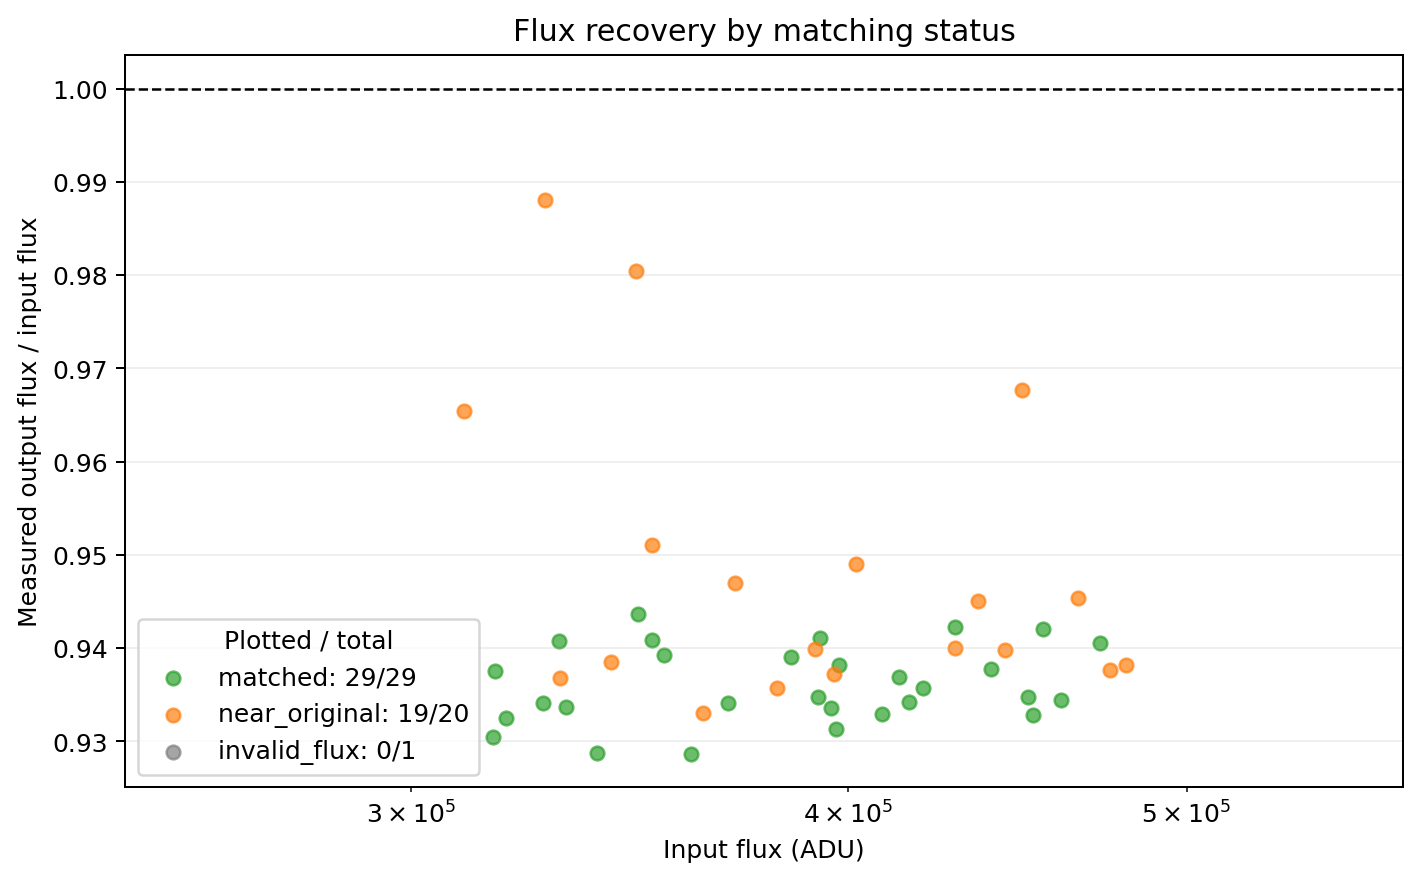 Flux recovery by matching status
Measured output flux / input flux
1.00
0.99
0.98
0.97
0.96
0.95
0.94
0.93
Plotted / total
matched: 29/29
near_original: 19/20
invalid_flux: 0/1
3 × 10⁵
4 × 10⁵
5 × 10⁵
Input flux (ADU)